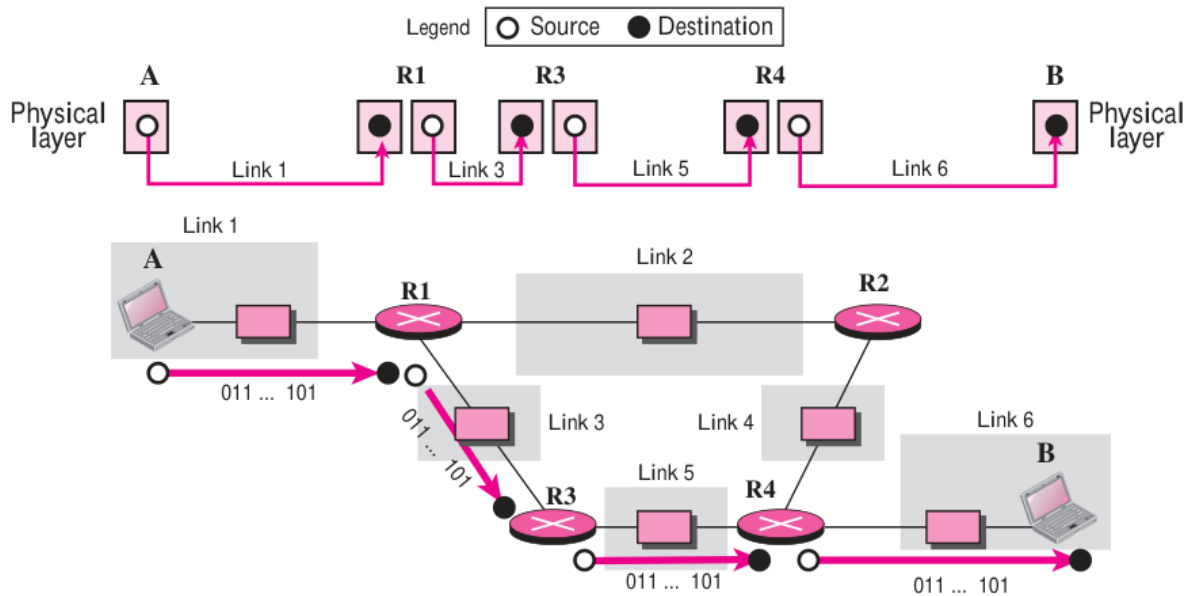 Legend Source Destination
A R1 R3 R4 B
Physical layer
Physical layer
Link 1 Link 3 Link 5 Link 6
Link 1
A
Link 2
R1 R2
011 ... 101
011 ... 101
Link 3 Link 4 Link 6
B
Link 5
R3 R4
011 ... 101 011 ... 101